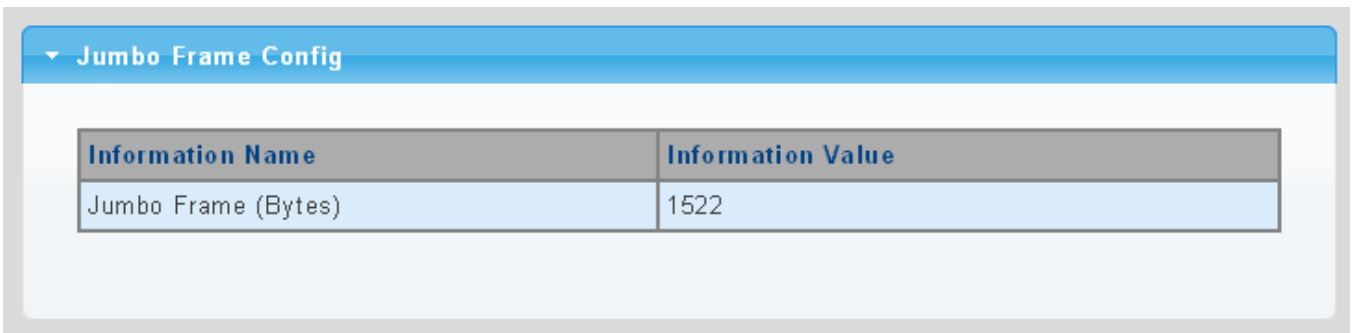 Jumbo Frame Config
Information Name Information Value
Jumbo Frame (Bytes) 1522